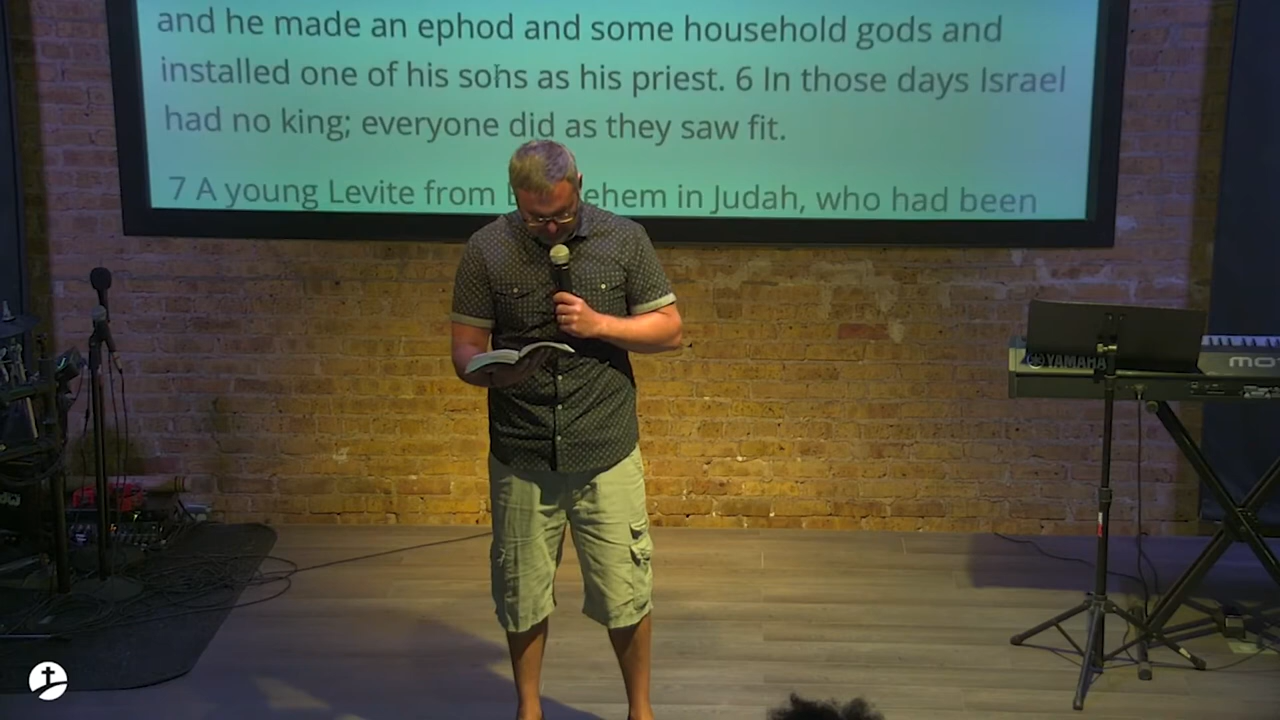 and he made an ephod and some household gods and
installed one of his sons as his priest. 6 In those days Israel
had no king; everyone did as they saw fit.
7 A young Levite from ehem in Judah, who had been
YAMAHA
MO